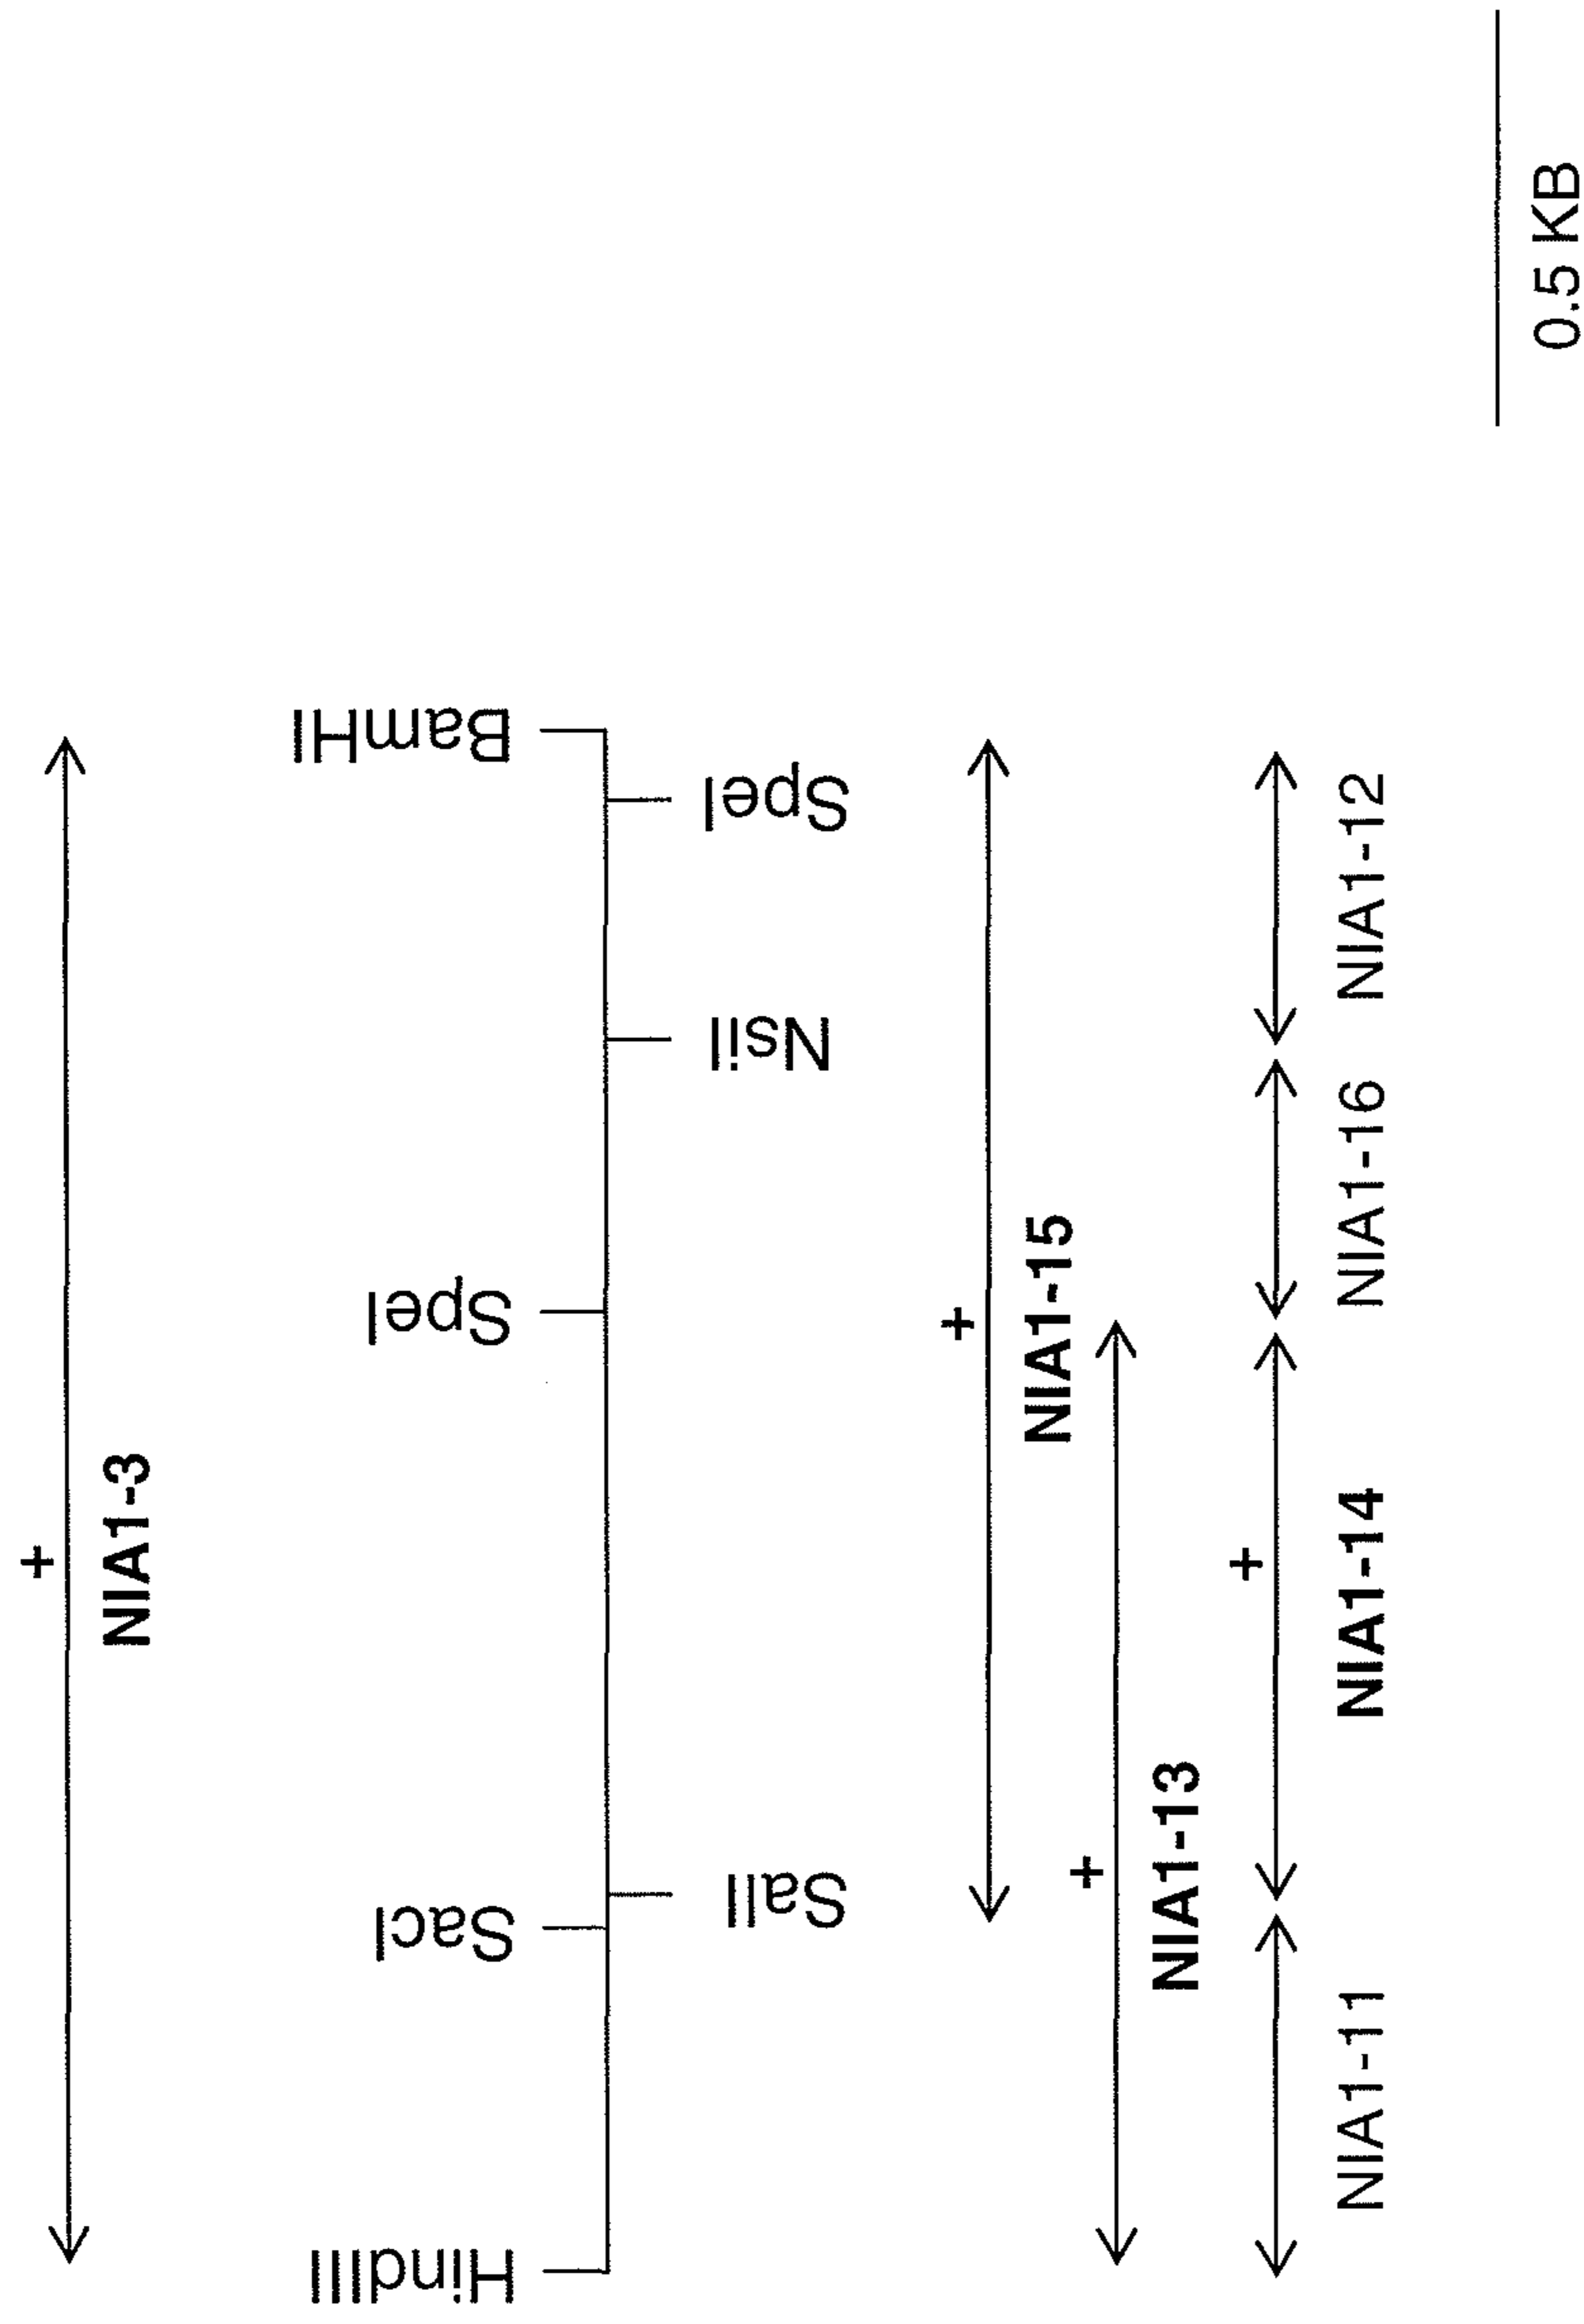 +
NIA1-3
HindIII
SacI
SpeI
BamHI
SalI
NsiI
SpeI
+
NIA1-15
+
NIA1-13
+
NIA1-11
NIA1-14
NIA1-16
NIA1-12
0.5 KB